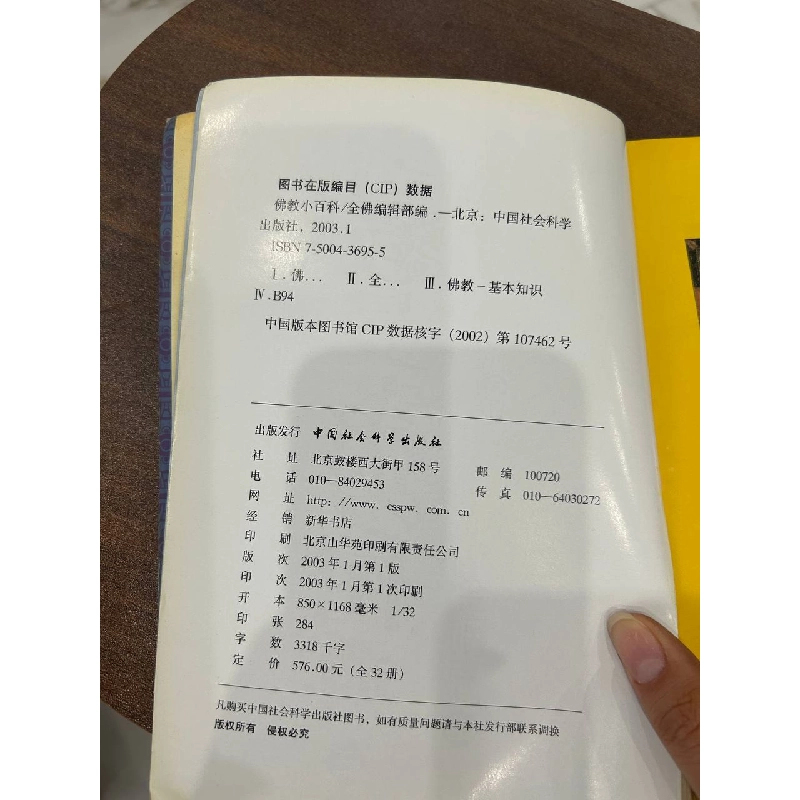 图书在版编目（CIP）数据
佛教小百科/全佛编辑部编．—北京：中国社会科学
出版社，2003.1
ISBN 7-5004-3695-5
Ⅰ.佛... Ⅱ.全... Ⅲ.佛教－基本知识
Ⅳ.B94
中国版本图书馆CIP数据核字（2002）第107462号
出版发行 中国社会科学出版社
社 址 北京鼓楼西大街甲158号 邮 编 100720
电 话 010—84029453 传 真 010—64030272
网 址 http：//www．csspw．com．cn
经 销 新华书店
印 刷 北京山华苑印刷有限责任公司
版 次 2003年1月第1版
印 次 2003年1月第1次印刷
开 本 850×1168毫米 1/32
印 张 284
字 数 3318千字
定 价 576.00元（全32册）
凡购买中国社会科学出版社图书，如有质量问题请与本社发行部联系调换
版权所有 侵权必究